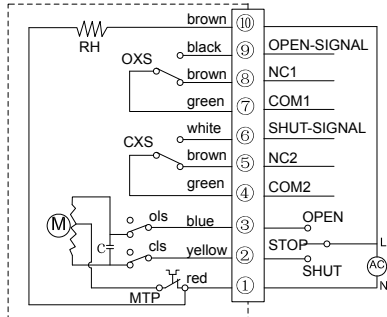 brown ⑩
RH
black ⑨ OPEN-SIGNAL
OXS
brown ⑧ NC1
green ⑦ COM1
white ⑥ SHUT-SIGNAL
CXS
brown ⑤ NC2
green ④ COM2
ols blue ③ OPEN
M C STOP L
cls yellow ② SHUT AC
MTP red ① N